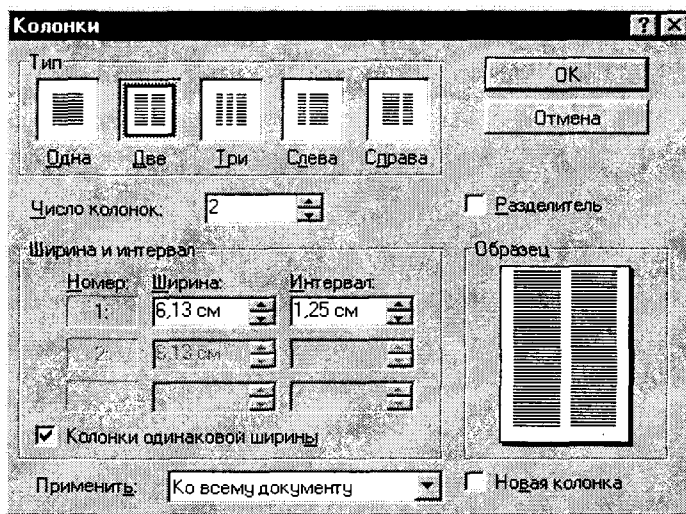 Колонки
Тип
Одна Две Три Слева Справа
OK
Отмена
Число колонок: 2
Разделитель
Ширина и интервал
Номер: Ширина: Интервал:
1: 6,13 см 1,25 см
2: 6,13 см
Колонки одинаковой ширины
Образец
Применить: Ко всему документу
Новая колонка